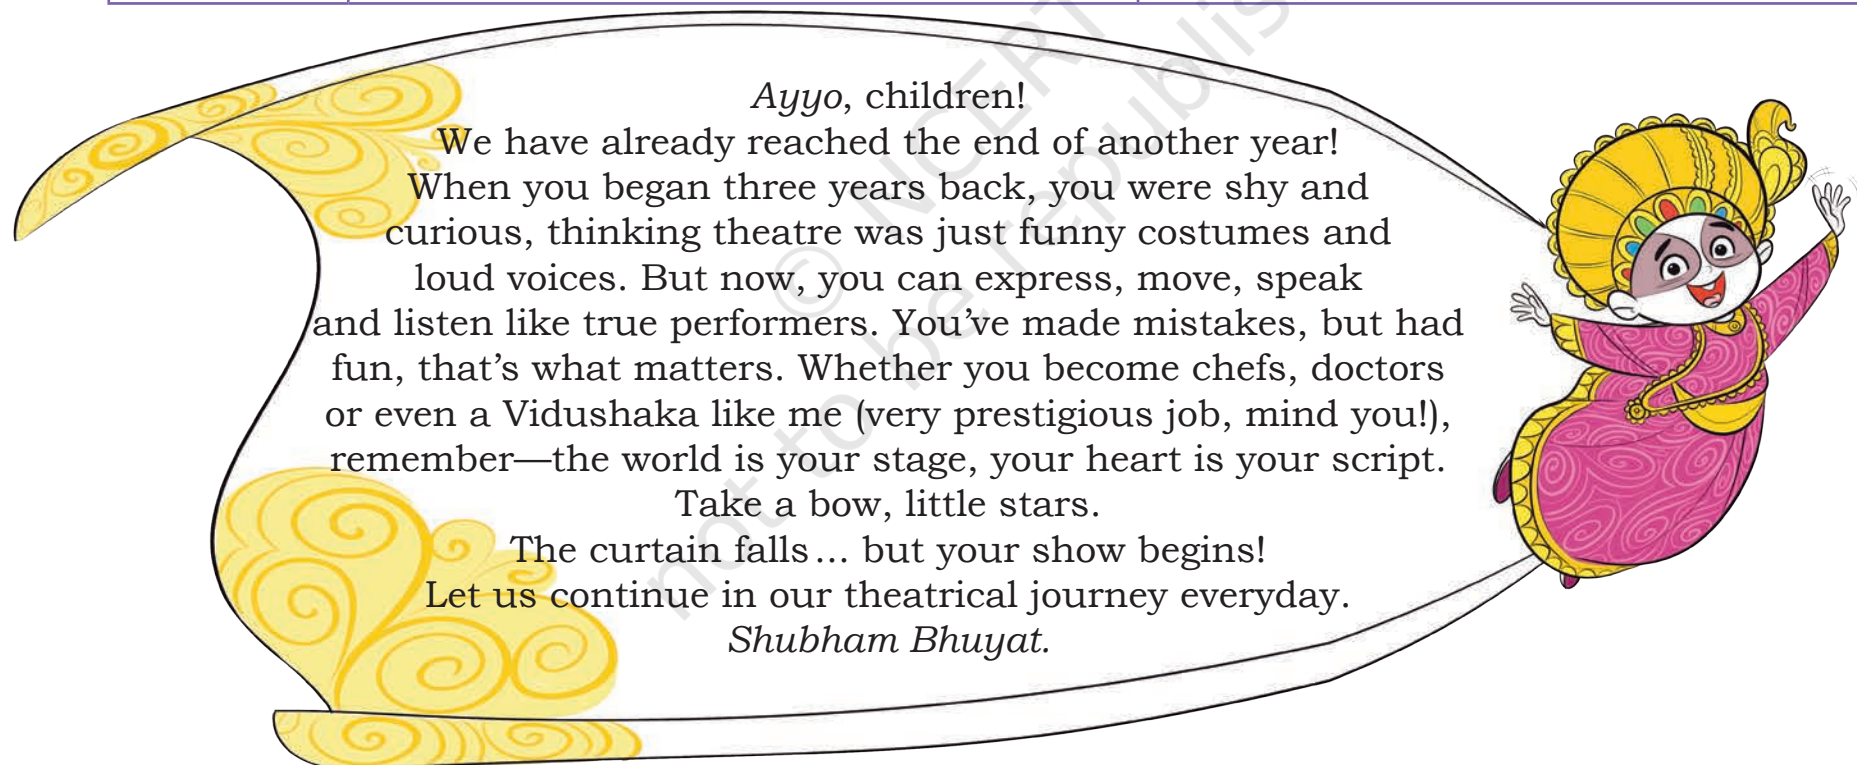 Ayyo, children!
We have already reached the end of another year!
When you began three years back, you were shy and
curious, thinking theatre was just funny costumes and
loud voices. But now, you can express, move, speak
and listen like true performers. You’ve made mistakes, but had
fun, that’s what matters. Whether you become chefs, doctors
or even a Vidushaka like me (very prestigious job, mind you!),
remember—the world is your stage, your heart is your script.
Take a bow, little stars.
The curtain falls... but your show begins!
Let us continue in our theatrical journey everyday.
Shubham Bhuyat.
© NCERT
not to be republis